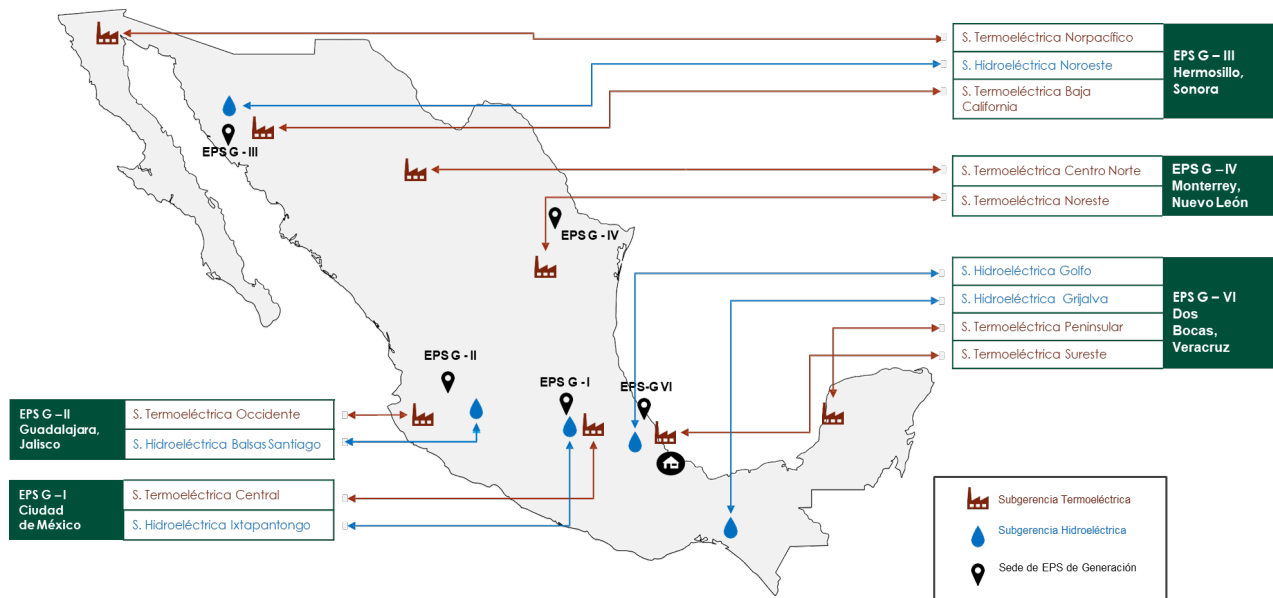 S. Termoeléctrica Norpacífico
S. Hidroeléctrica Noroeste
S. Termoeléctrica Baja
California
EPS G – III
Hermosillo,
Sonora
EPS G - III
S. Termoeléctrica Centro Norte
S. Termoeléctrica Noreste
EPS G – IV
Monterrey,
Nuevo León
EPS G - IV
S. Hidroeléctrica Golfo
S. Hidroeléctrica Grijalva
S. Termoeléctrica Peninsular
S. Termoeléctrica Sureste
EPS G – VI
Dos
Bocas,
Veracruz
EPS G - II
EPS G - I
EPS-G VI
EPS G – II
Guadalajara,
Jalisco
S. Termoeléctrica Occidente
S. Hidroeléctrica Balsas Santiago
EPS G – I
Ciudad
de México
S. Termoeléctrica Central
S. Hidroeléctrica Ixtapantongo
Subgerencia Termoeléctrica
Subgerencia Hidroeléctrica
Sede de EPS de Generación